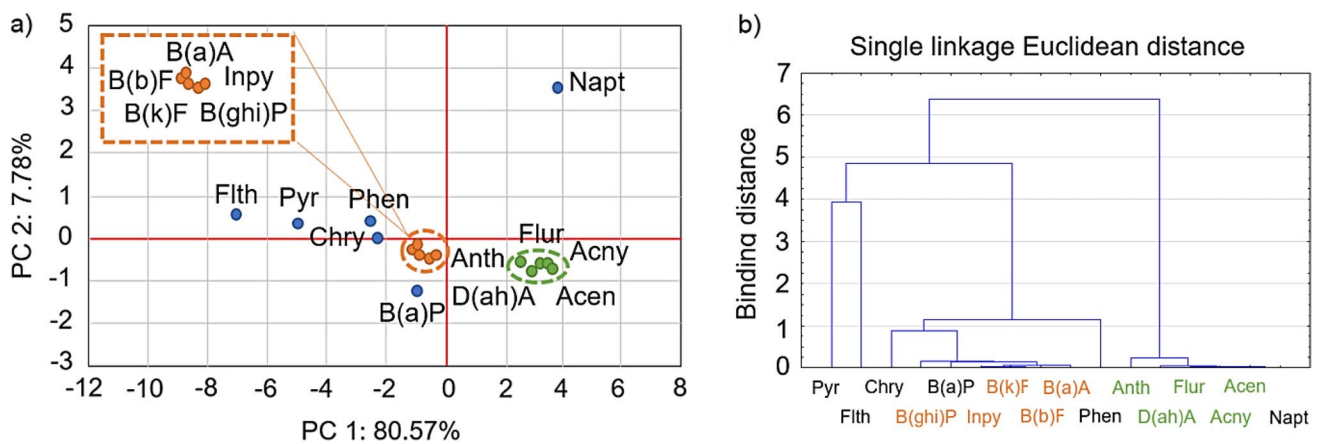 a)
5
4
3
2
1
0
-1
-2
-3
PC 2: 7.78%
B(a)A
B(b)F Inpy
B(k)F B(ghi)P
Napt
Flth Pyr Phen
Chry
Flur
Anth Acny
D(ah)A Acen
B(a)P
-12 -10 -8 -6 -4 -2 0 2 4 6 8
PC 1: 80.57%
b)
Single linkage Euclidean distance
7
6
5
4
3
2
1
0
Binding distance
Pyr Chry B(a)P B(k)F B(a)A Anth Flur Acen
Flth B(ghi)P Inpy B(b)F Phen D(ah)A Acny Napt